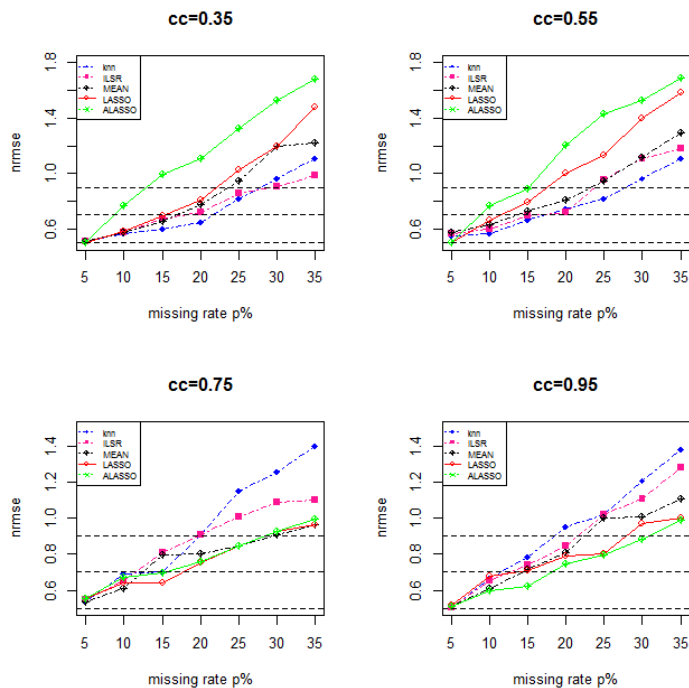 cc=0.35
nrmse
1.8
1.4
1.0
0.6
knn
ILSR
MEAN
LASSO
ALASSO
5 10 15 20 25 30 35
missing rate p%
cc=0.55
nrmse
1.8
1.4
1.0
0.6
knn
ILSR
MEAN
LASSO
ALASSO
5 10 15 20 25 30 35
missing rate p%
cc=0.75
nrmse
1.4
1.2
1.0
0.8
0.6
knn
ILSR
MEAN
LASSO
ALASSO
5 10 15 20 25 30 35
missing rate p%
cc=0.95
nrmse
1.4
1.2
1.0
0.8
0.6
knn
ILSR
MEAN
LASSO
ALASSO
5 10 15 20 25 30 35
missing rate p%